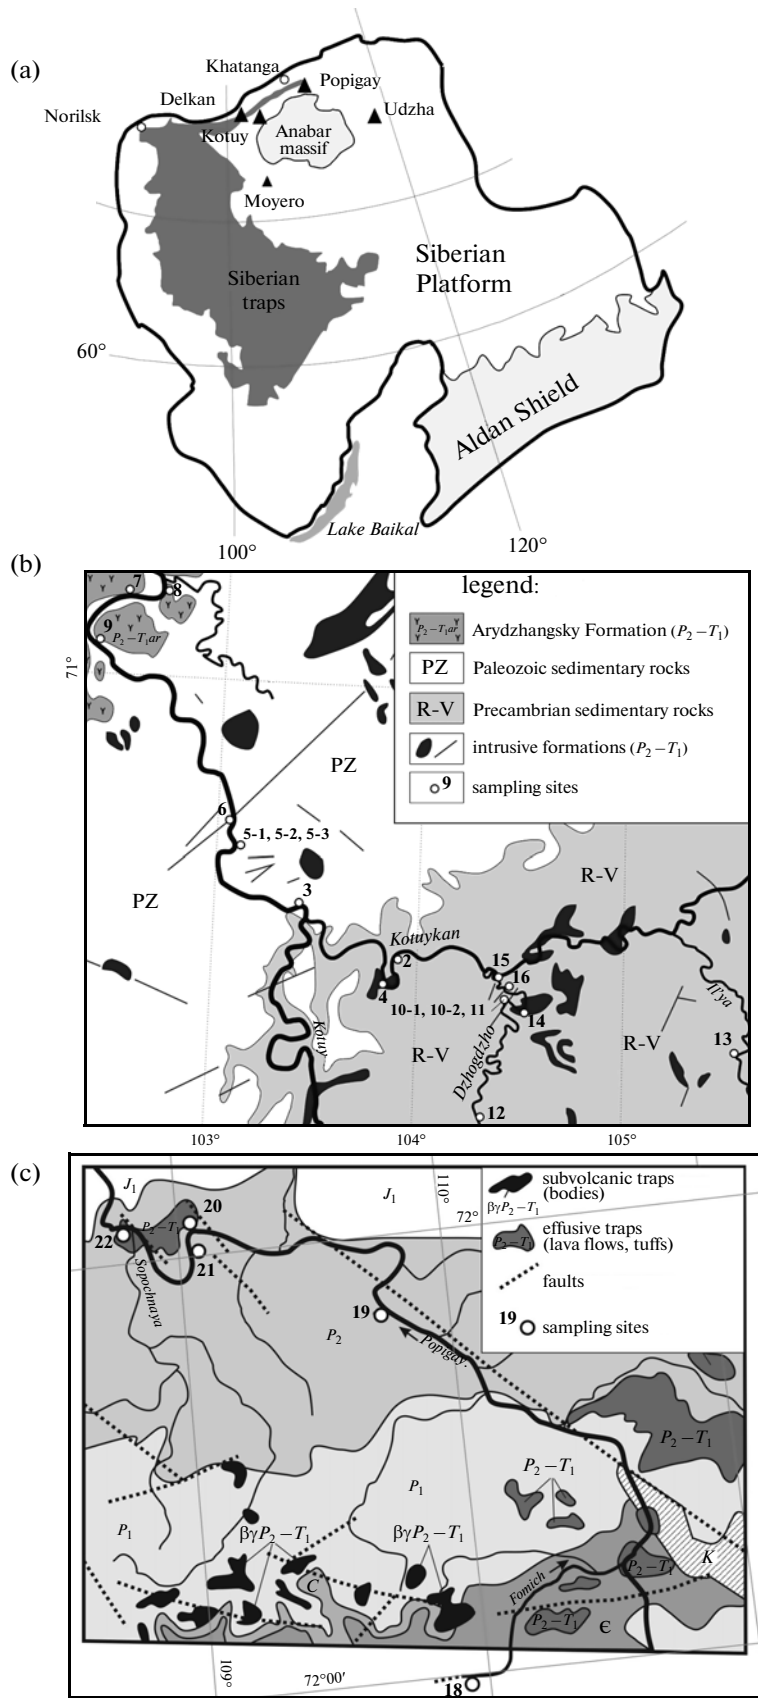 (a)
Khatanga
Popigay
Delkan
Udzha
Norilsk
Kotuy
Anabar
massif
Moyero
Siberian
Platform
Siberian
traps
60°
Aldan Shield
Lake Baikal
100°
120°
(b)
legend:
P₂–T₁ar
Arydzhangsky Formation (P₂–T₁)
PZ
Paleozoic sedimentary rocks
R-V
Precambrian sedimentary rocks
intrusive formations (P₂–T₁)
9
sampling sites
7
8
9
P₂–T₁ar
71°
PZ
6
5-1, 5-2, 5-3
R-V
PZ
3
Kotuykan
2
15
16
4
10-1, 10-2, 11
14
Il'ya
Kotuy
R-V
Dzhogdzho
R-V
13
12
103°
104°
105°
(c)
J₁
J₁
110°
72°
βγP₂–T₁
subvolcanic traps
(bodies)
P₂–T₁
effusive traps
(lava flows, tuffs)
faults
19
sampling sites
20
P₂–T₁
22
21
Sopochnaya
19
P₂
Popigay.
P₂–T₁
P₂–T₁
P₁
P₁
βγP₂–T₁
βγP₂–T₁
K
P₂–T₁
Fomich
C
P₂–T₁
Є
109°
72°00′
18